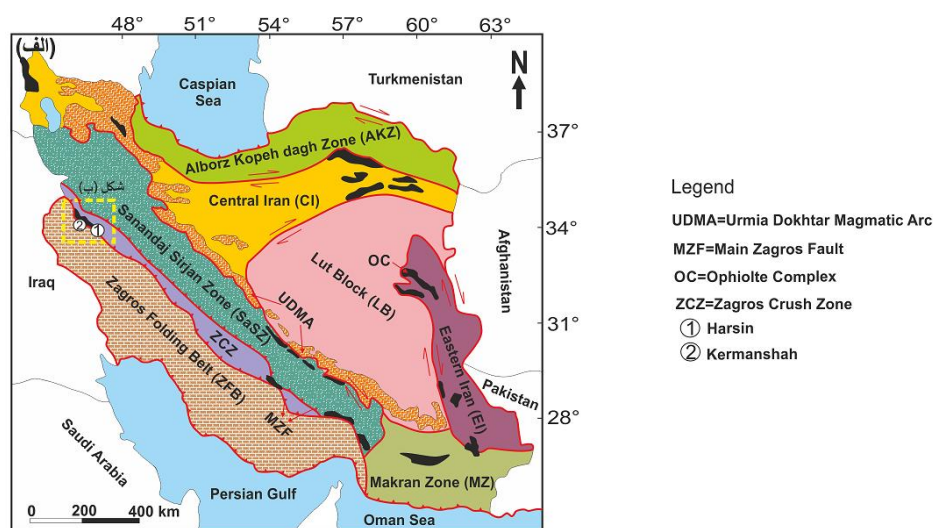 48° 51° 54° 57° 60° 63°
(الف)
Caspian
Sea
Turkmenistan
N
37°
Alborz Kopeh dagh Zone (AKZ)
شکل (ب)
Central Iran (CI)
34°
2 1
Sanandaj Sirjan Zone (SaSZ)
Afghanistan
Iraq
OC
Lut Block (LB)
UDMA
31°
ZCZ
Zagros Folding Belt (ZFB)
Eastern Iran (EI)
Pakistan
28°
MZF
Saudi Arabia
Makran Zone (MZ)
Persian Gulf
0 200 400 km
Oman Sea
Legend
UDMA=Urmia Dokhtar Magmatic Arc
MZF=Main Zagros Fault
OC=Ophiolte Complex
ZCZ=Zagros Crush Zone
1 Harsin
2 Kermanshah